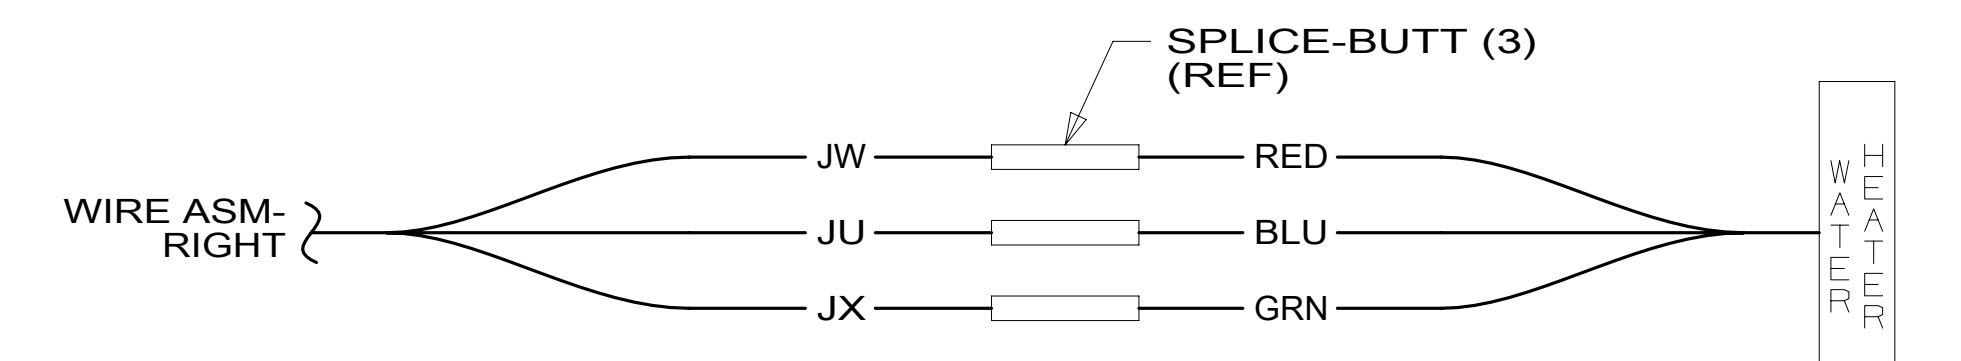 SPLICE-BUTT (3)
(REF)
JW
RED
WIRE ASM-
RIGHT
JU
BLU
JX
GRN
WATER
HEATER